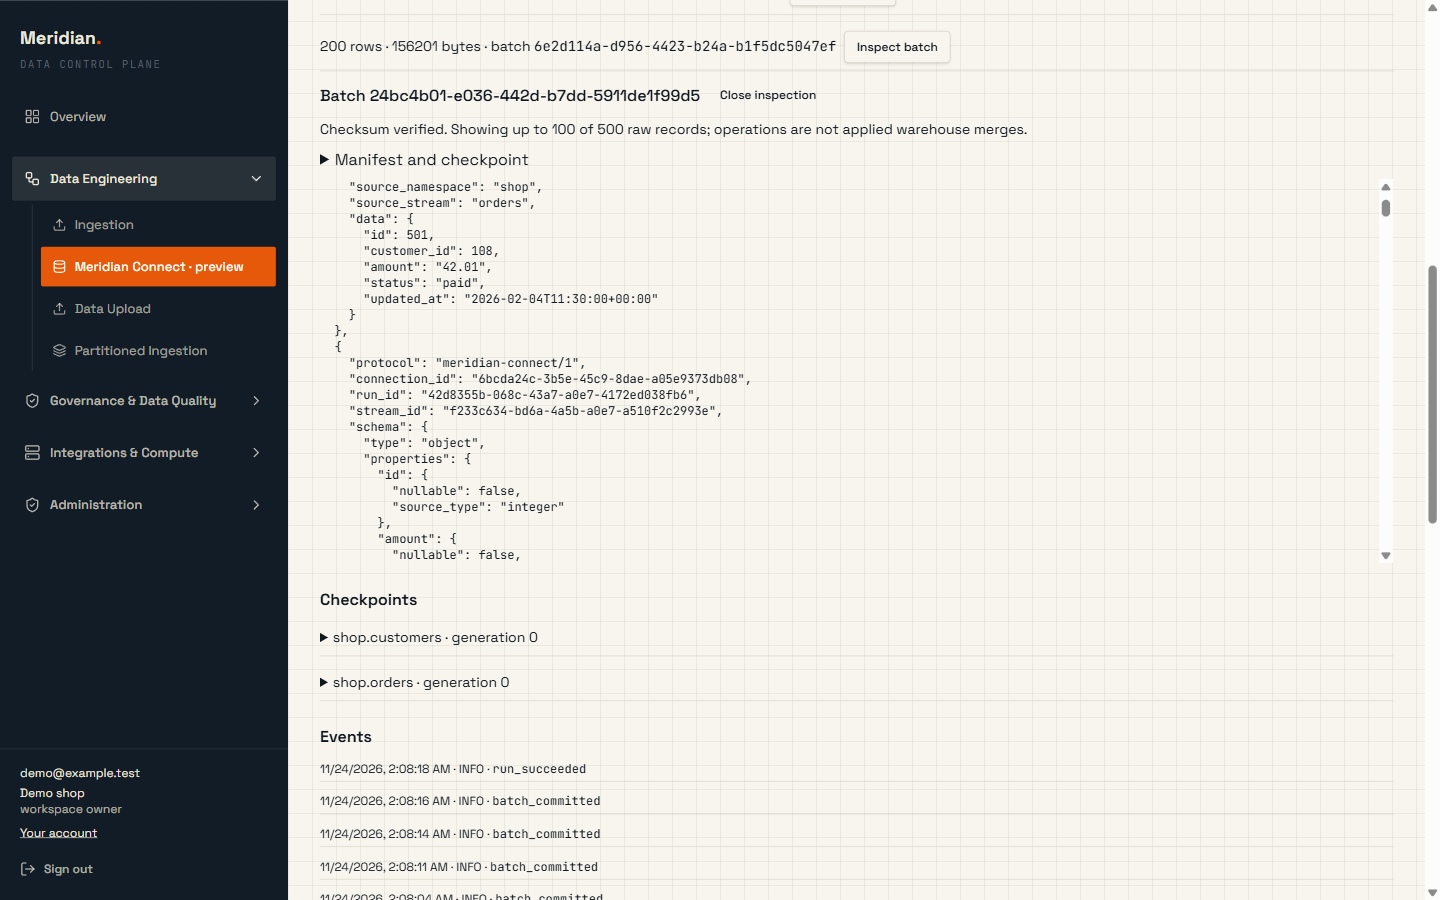 Meridian.
DATA CONTROL PLANE
Overview
Data Engineering
Ingestion
Meridian Connect · preview
Data Upload
Partitioned Ingestion
Governance & Data Quality
Integrations & Compute
Administration
demo@example.test
Demo shop
workspace owner
Your account
Sign out
200 rows · 156201 bytes · batch 6e2d114a-d956-4423-b24a-b1f5dc5047ef Inspect batch
Batch 24bc4b01-e036-442d-b7dd-5911de1f99d5 Close inspection
Checksum verified. Showing up to 100 of 500 raw records; operations are not applied warehouse merges.
Manifest and checkpoint
"source_namespace": "shop",
"source_stream": "orders",
"data": {
"id": 501,
"customer_id": 108,
"amount": "42.01",
"status": "paid",
"updated_at": "2026-02-04T11:30:00+00:00"
}
},
{
"protocol": "meridian-connect/1",
"connection_id": "6bcda24c-3b5e-45c9-8dae-a05e9373db08",
"run_id": "42d8355b-068c-43a7-a0e7-4172ed038fb6",
"stream_id": "f233c634-bd6a-4a5b-a0e7-a510f2c2993e",
"schema": {
"type": "object",
"properties": {
"id": {
"nullable": false,
"source_type": "integer"
},
"amount": {
"nullable": false,
Checkpoints
shop.customers · generation 0
shop.orders · generation 0
Events
11/24/2026, 2:08:18 AM · INFO · run_succeeded
11/24/2026, 2:08:16 AM · INFO · batch_committed
11/24/2026, 2:08:14 AM · INFO · batch_committed
11/24/2026, 2:08:11 AM · INFO · batch_committed
11/24/2026, 2:08:04 AM · INFO · batch_committed